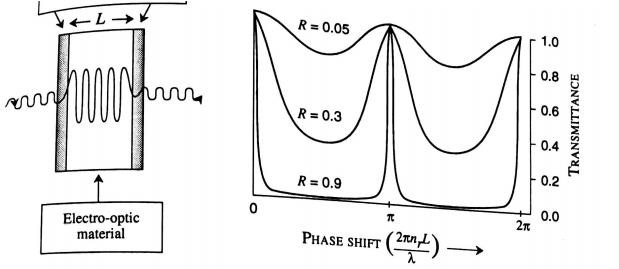 L
Electro-optic
material
R = 0.05
R = 0.3
R = 0.9
1.0
0.8
0.6
0.4
0.2
0.0
TRANSMITTANCE
0
π
2π
PHASE SHIFT (2πnᵣL/λ)